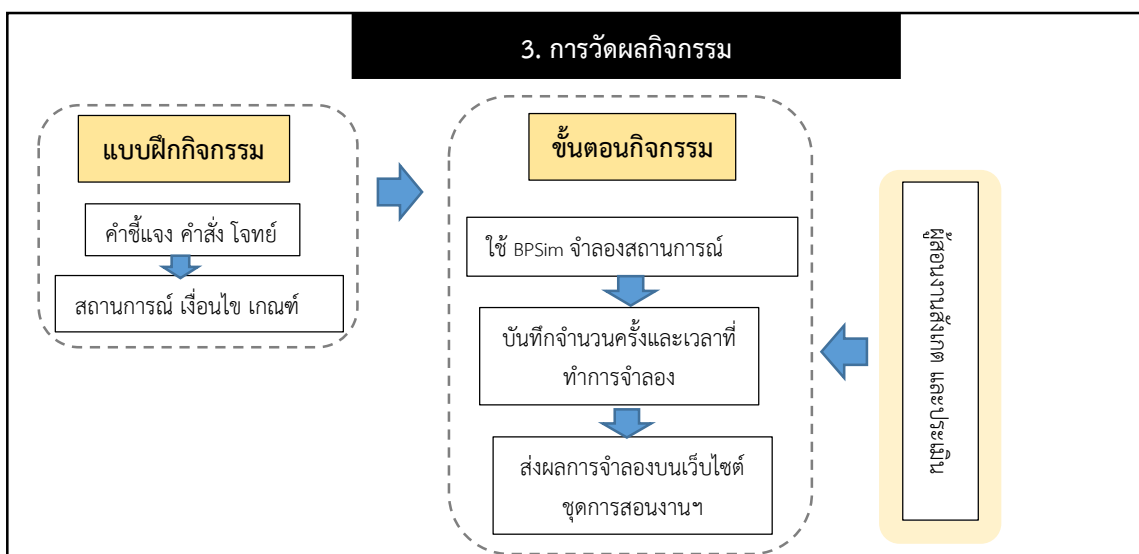 3. การวัดผลกิจกรรม
แบบฝึกกิจกรรม
คำชี้แจง คำสั่ง โจทย์
สถานการณ์ เงื่อนไข เกณฑ์
ขั้นตอนกิจกรรม
ใช้ BPSim จำลองสถานการณ์
บันทึกจำนวนครั้งและเวลาที่
ทำการจำลอง
ส่งผลการจำลองบนเว็บไซต์
ชุดการสอนงานฯ
ผู้สอนงานสังเกต และประเมิน